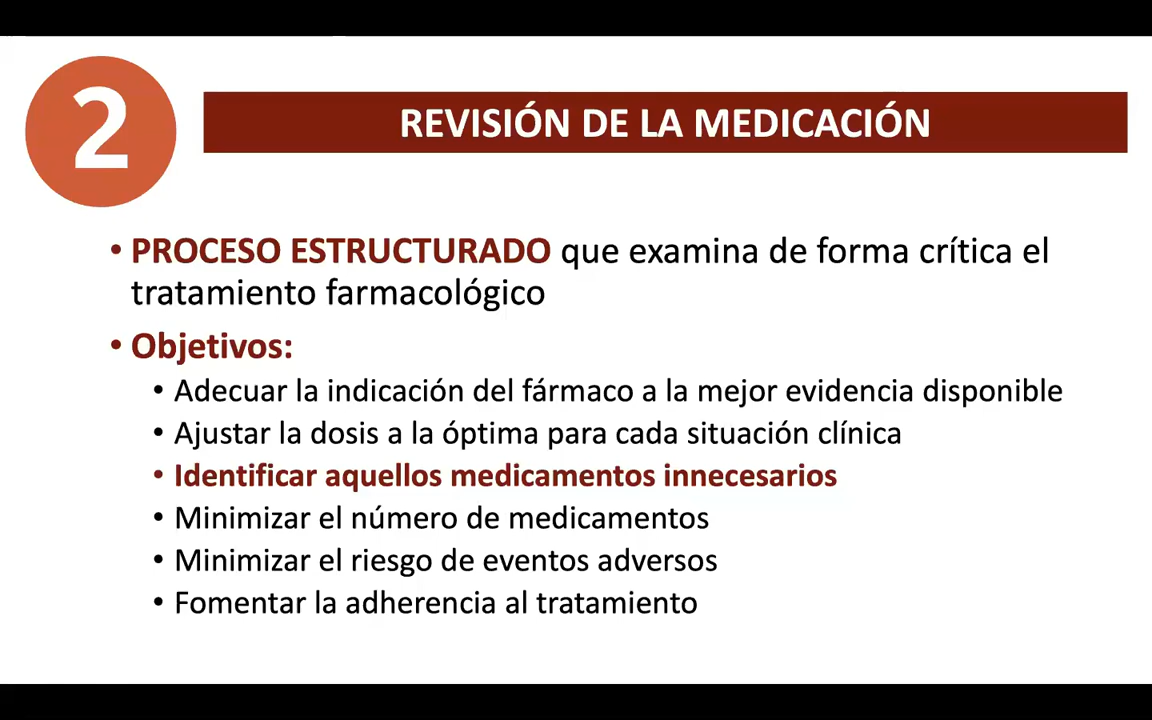 2
REVISIÓN DE LA MEDICACIÓN
• PROCESO ESTRUCTURADO que examina de forma crítica el
tratamiento farmacológico
• Objetivos:
• Adecuar la indicación del fármaco a la mejor evidencia disponible
• Ajustar la dosis a la óptima para cada situación clínica
• Identificar aquellos medicamentos innecesarios
• Minimizar el número de medicamentos
• Minimizar el riesgo de eventos adversos
• Fomentar la adherencia al tratamiento